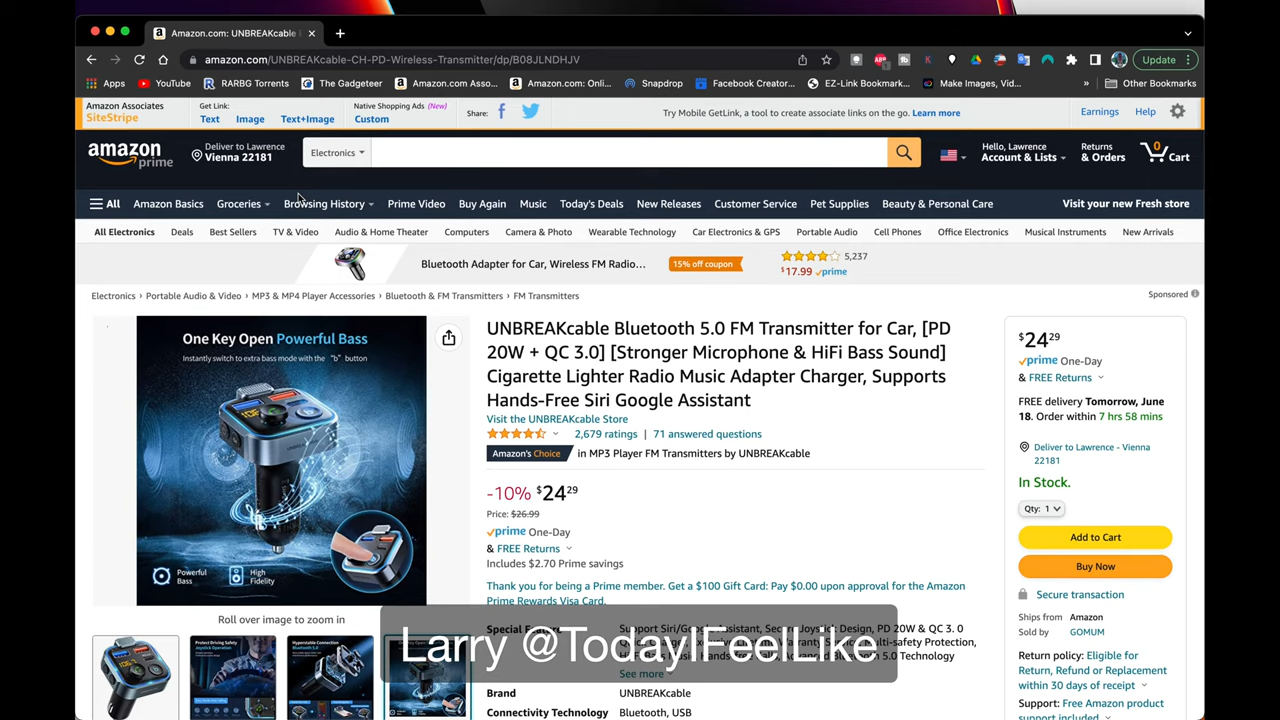 Amazon.com: UNBREAKcable
amazon.com/UNBREAKcable-CH-PD-Wireless-Transmitter/dp/B08JLNDHJV
Update
Apps
YouTube
RARBG Torrents
The Gadgeteer
Amazon.com Asso...
Amazon.com: Onli...
Snapdrop
Facebook Creator...
EZ-Link Bookmark...
Make Images, Vid...
»
Other Bookmarks
Amazon Associates
SiteStripe
Get Link:
Text
Image
Text+Image
Native Shopping Ads (New)
Custom
Share:
Try Mobile GetLink, a tool to create associate links on the go. Learn more
Earnings
Help
amazon
prime
Deliver to Lawrence
Vienna 22181
Electronics
Hello, Lawrence
Account & Lists
Returns
& Orders
0
Cart
All
Amazon Basics
Groceries
Browsing History
Prime Video
Buy Again
Music
Today's Deals
New Releases
Customer Service
Pet Supplies
Beauty & Personal Care
Visit your new Fresh store
All Electronics
Deals
Best Sellers
TV & Video
Audio & Home Theater
Computers
Camera & Photo
Wearable Technology
Car Electronics & GPS
Portable Audio
Cell Phones
Office Electronics
Musical Instruments
New Arrivals
Bluetooth Adapter for Car, Wireless FM Radio...
15% off coupon
5,237
$17.99 prime
Electronics › Portable Audio & Video › MP3 & MP4 Player Accessories › Bluetooth & FM Transmitters › FM Transmitters
Sponsored
One Key Open Powerful Bass
Instantly switch to extra bass mode with the "b" button
Powerful
Bass
High
Fidelity
Roll over image to zoom in
UNBREAKcable Bluetooth 5.0 FM Transmitter for Car, [PD
20W + QC 3.0] [Stronger Microphone & HiFi Bass Sound]
Cigarette Lighter Radio Music Adapter Charger, Supports
Hands-Free Siri Google Assistant
Visit the UNBREAKcable Store
2,679 ratings | 71 answered questions
Amazon's Choice in MP3 Player FM Transmitters by UNBREAKcable
-10% $24 29
Price: $26.99
prime One-Day
& FREE Returns
Includes $2.70 Prime savings
Thank you for being a Prime member. Get a $100 Gift Card: Pay $0.00 upon approval for the Amazon
Prime Rewards Visa Card.
Support Siri/Google Assistant,
Design, PD 20W & QC 3. 0
Larry @TodayIFeelLike
See more
Brand
UNBREAKcable
Connectivity Technology
Bluetooth, USB
$24 29
prime One-Day
& FREE Returns
FREE delivery Tomorrow, June
18. Order within 7 hrs 58 mins
Deliver to Lawrence - Vienna
22181
In Stock.
Qty: 1
Add to Cart
Buy Now
Secure transaction
Ships from Amazon
Sold by GOMUM
Return policy: Eligible for
Return, Refund or Replacement
within 30 days of receipt
Support: Free Amazon product
support included